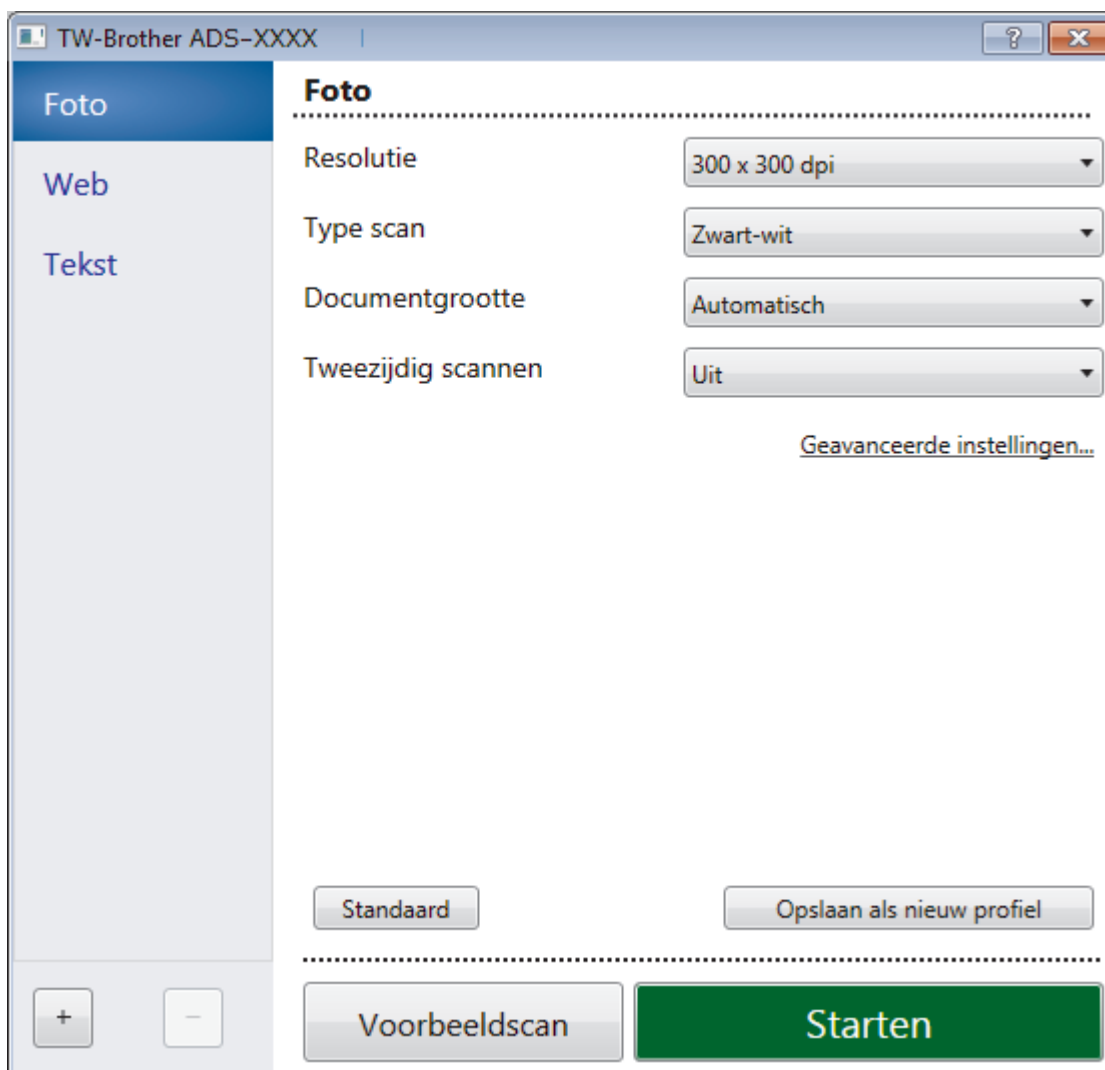 TW-Brother ADS–XXXX
?
Foto
Web
Tekst
+
−
Foto
Resolutie 300 x 300 dpi
Type scan Zwart-wit
Documentgrootte Automatisch
Tweezijdig scannen Uit
Geavanceerde instellingen...
Standaard Opslaan als nieuw profiel
Voorbeeldscan Starten